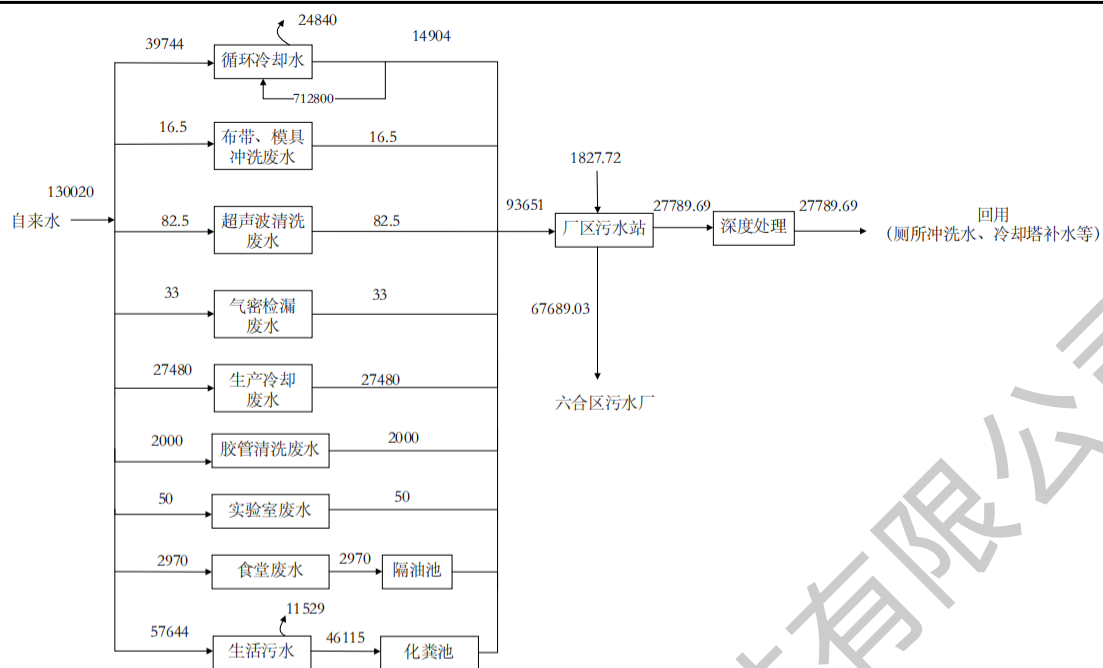 24840
39744
14904
循环冷却水
712800
16.5
布带、模具
冲洗废水
16.5
1827.72
130020
自来水
82.5
超声波清洗
废水
82.5
93651
厂区污水站
27789.69
深度处理
27789.69
回用
（厕所冲洗水、冷却塔补水等）
33
气密检漏
废水
33
67689.03
27480
生产冷却
废水
27480
六合区污水厂
2000
胶管清洗废水
2000
50
实验室废水
50
2970
食堂废水
2970
隔油池
11529
57644
生活污水
46115
化粪池
有限公司